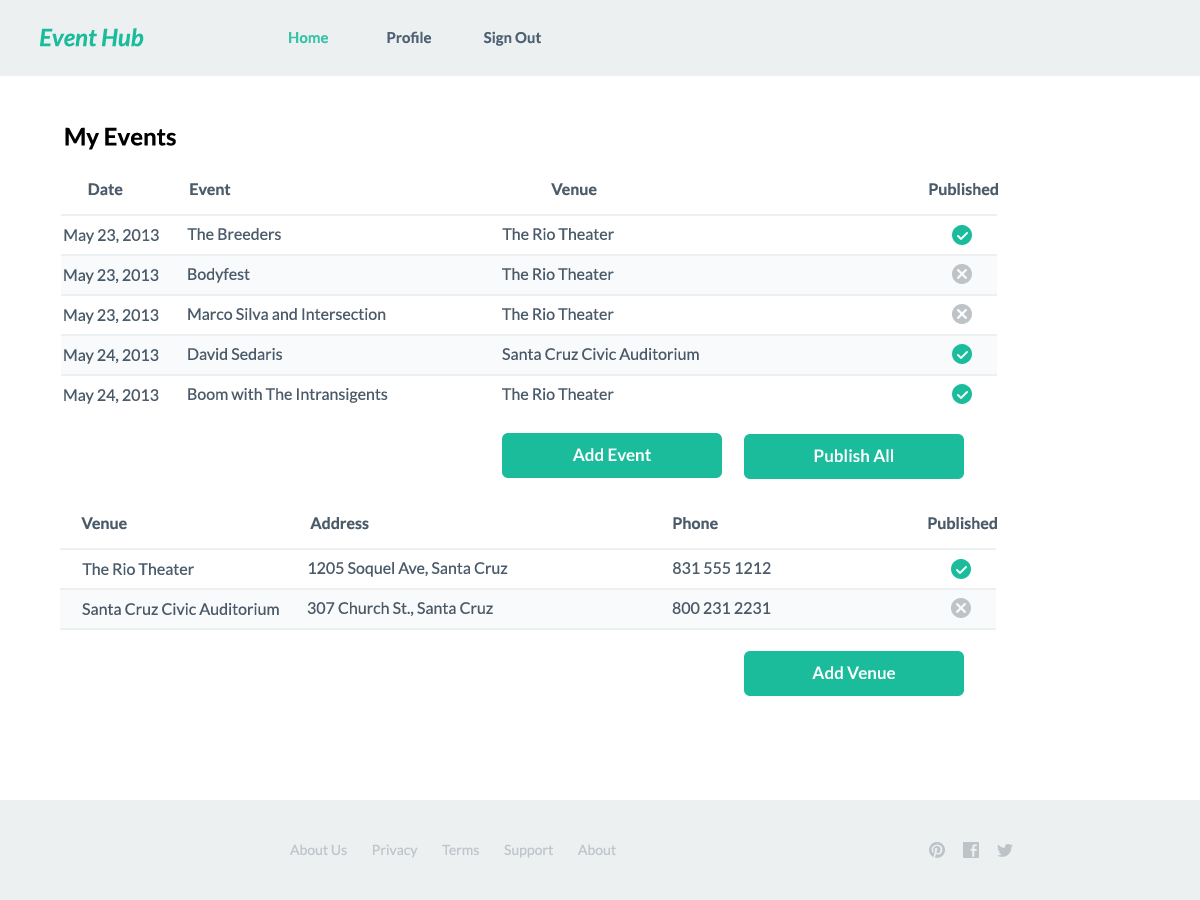 Event Hub Home Profile Sign Out
My Events
Date Event Venue Published
May 23, 2013 The Breeders The Rio Theater
May 23, 2013 Bodyfest The Rio Theater
May 23, 2013 Marco Silva and Intersection The Rio Theater
May 24, 2013 David Sedaris Santa Cruz Civic Auditorium
May 24, 2013 Boom with The Intransigents The Rio Theater
Add Event Publish All
Venue Address Phone Published
The Rio Theater 1205 Soquel Ave, Santa Cruz 831 555 1212
Santa Cruz Civic Auditorium 307 Church St., Santa Cruz 800 231 2231
Add Venue
About Us Privacy Terms Support About